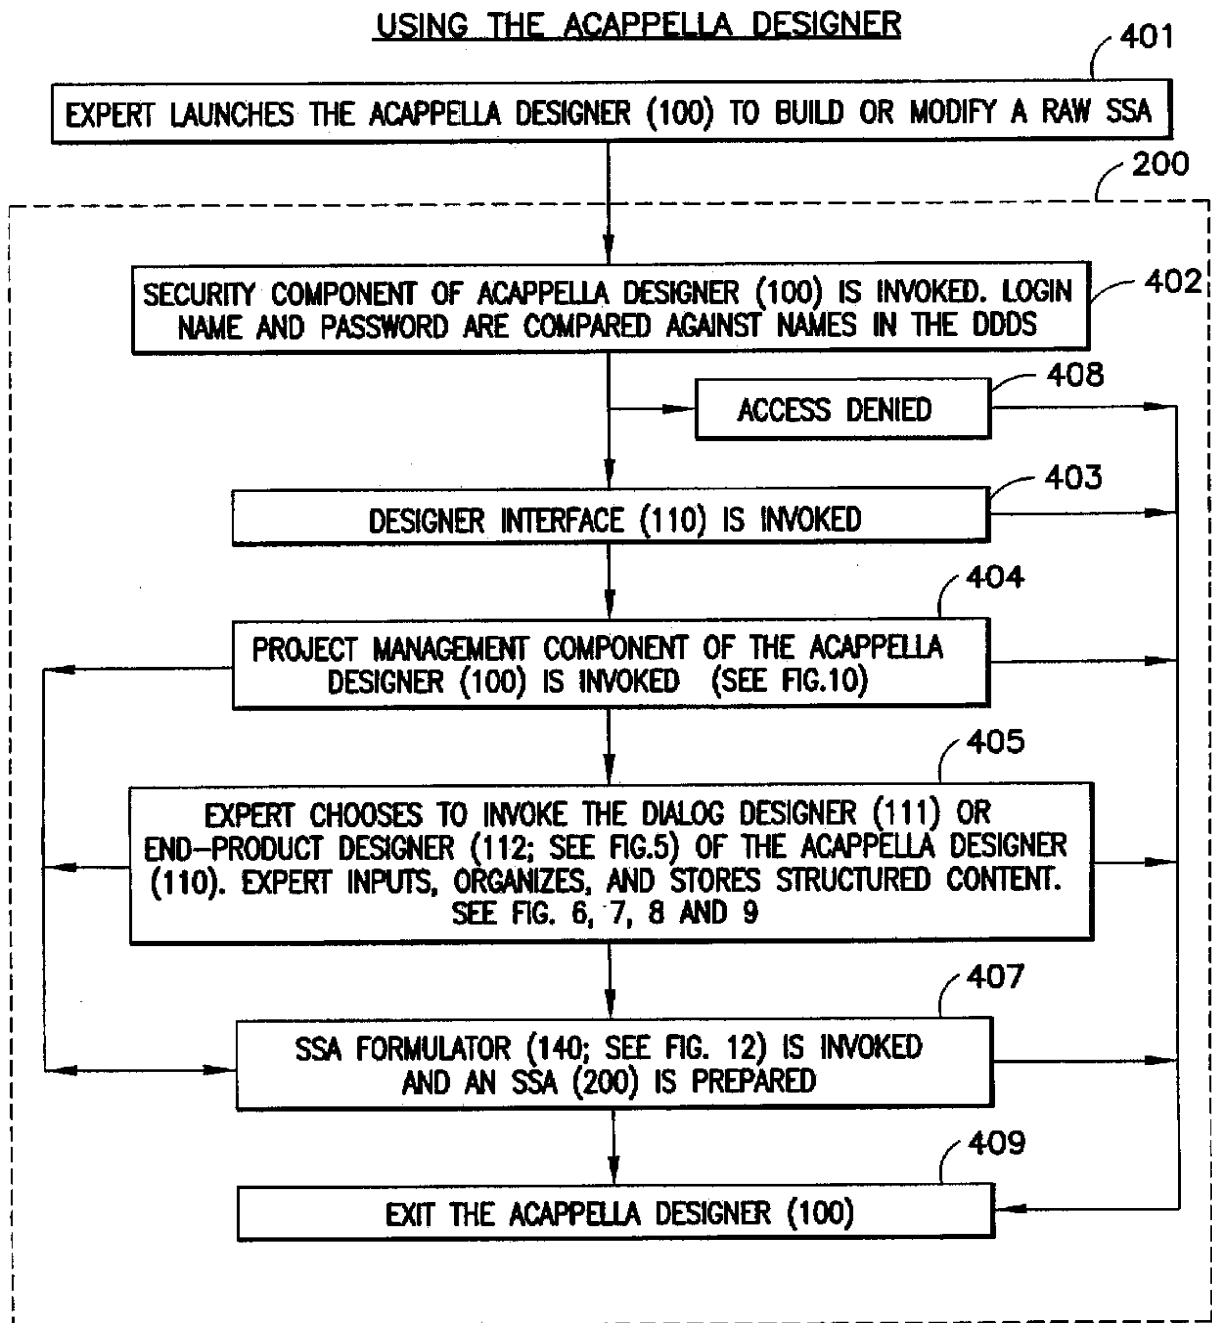 USING THE ACAPPELLA DESIGNER
401
EXPERT LAUNCHES THE ACAPPELLA DESIGNER (100) TO BUILD OR MODIFY A RAW SSA
200
SECURITY COMPONENT OF ACAPPELLA DESIGNER (100) IS INVOKED. LOGIN
NAME AND PASSWORD ARE COMPARED AGAINST NAMES IN THE DDDS
402
408
ACCESS DENIED
403
DESIGNER INTERFACE (110) IS INVOKED
404
PROJECT MANAGEMENT COMPONENT OF THE ACAPPELLA
DESIGNER (100) IS INVOKED (SEE FIG.10)
405
EXPERT CHOOSES TO INVOKE THE DIALOG DESIGNER (111) OR
END-PRODUCT DESIGNER (112; SEE FIG.5) OF THE ACAPPELLA DESIGNER
(110). EXPERT INPUTS, ORGANIZES, AND STORES STRUCTURED CONTENT.
SEE FIG. 6, 7, 8 AND 9
407
SSA FORMULATOR (140; SEE FIG. 12) IS INVOKED
AND AN SSA (200) IS PREPARED
409
EXIT THE ACAPPELLA DESIGNER (100)